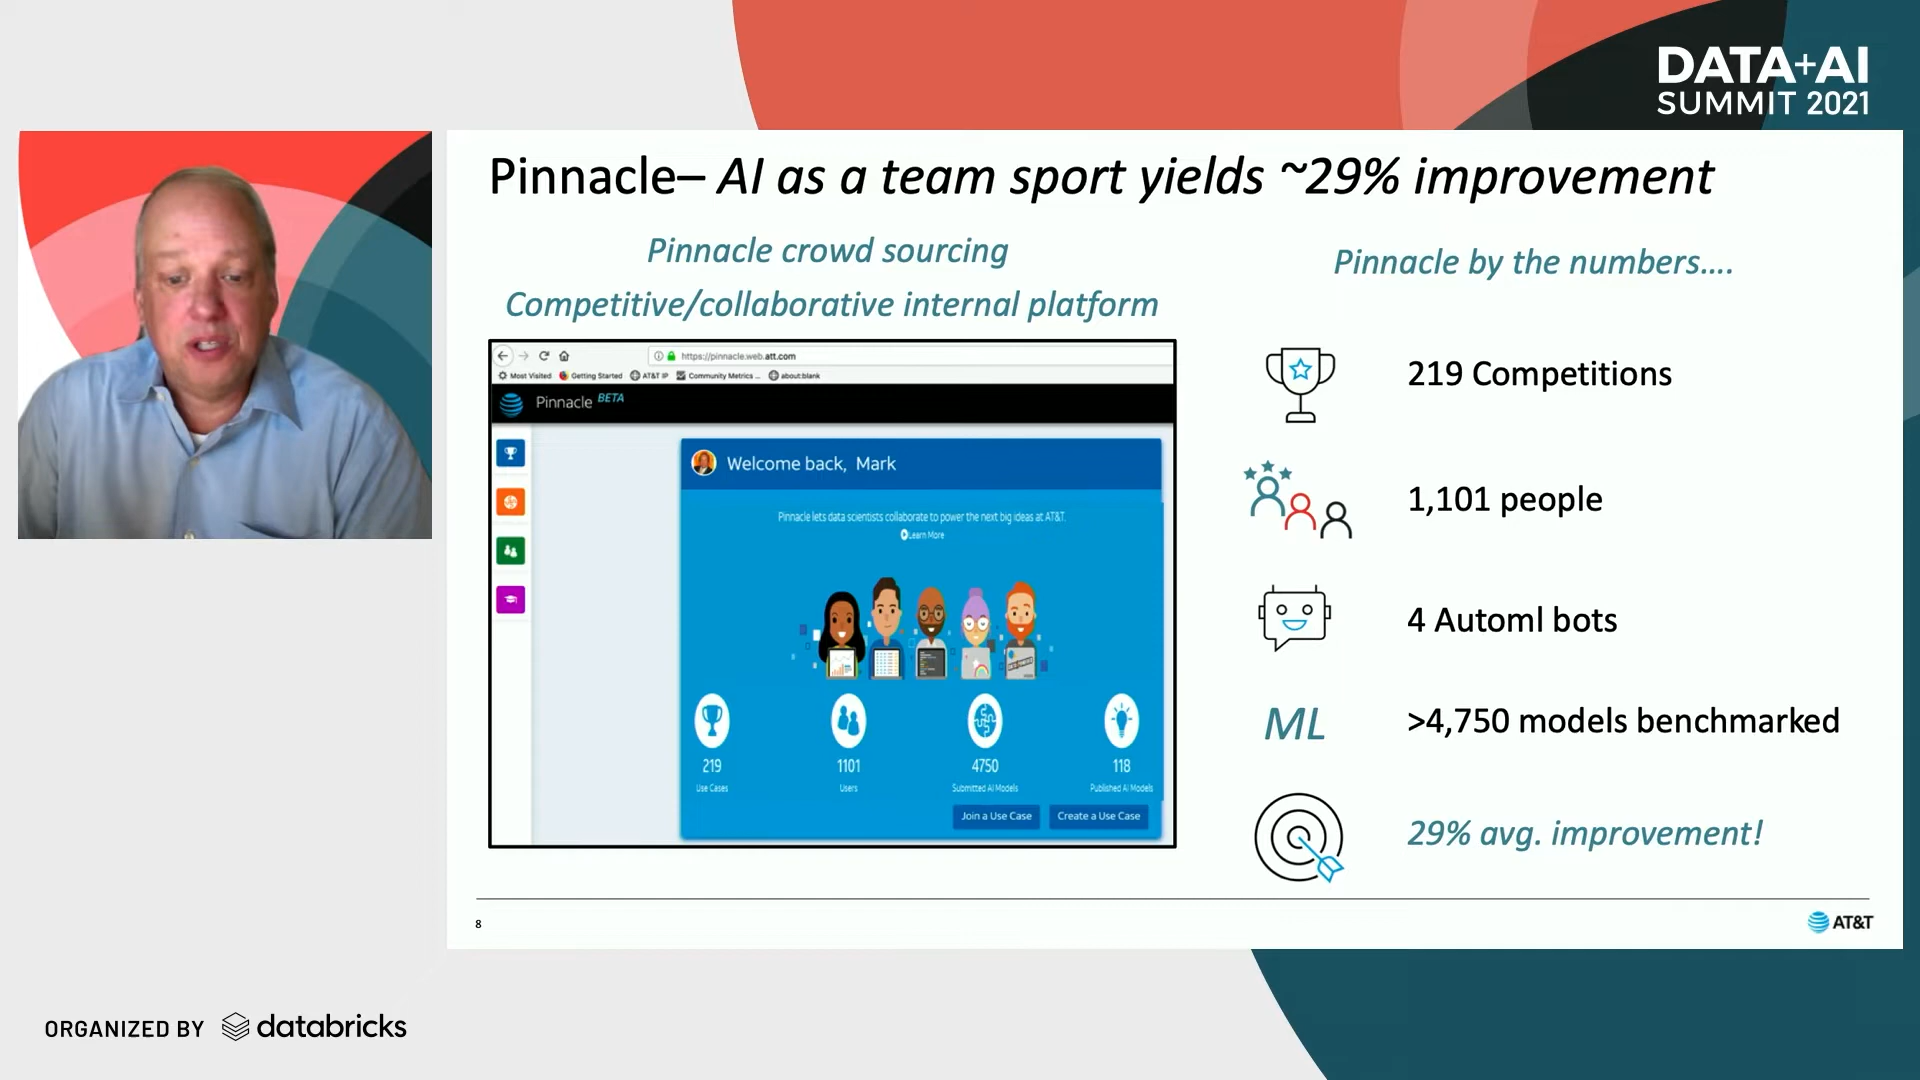 DATA+AI
SUMMIT 2021
Pinnacle– AI as a team sport yields ~29% improvement
Pinnacle crowd sourcing
Competitive/collaborative internal platform
https://pinnacle.web.att.com
Most Visited Getting Started AT&T IP Community Metrics ... about:blank
Pinnacle BETA
Welcome back, Mark
Pinnacle lets data scientists collaborate to power the next big ideas at AT&T.
Learn More
219 1101 4750 118
Use Cases Users Submitted AI Models Published AI Models
Join a Use Case Create a Use Case
Pinnacle by the numbers....
219 Competitions
1,101 people
4 Automl bots
ML >4,750 models benchmarked
29% avg. improvement!
8
AT&T
ORGANIZED BY databricks